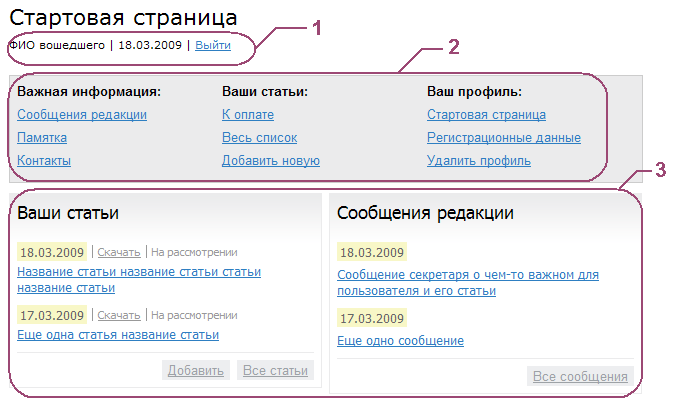 Стартовая страница
1
ФИО вошедшего | 18.03.2009 | Выйти
2
Важная информация: Ваши статьи: Ваш профиль:
Сообщения редакции К оплате Стартовая страница
Памятка Весь список Регистрационные данные
Контакты Добавить новую Удалить профиль
3
Ваши статьи
18.03.2009 | Скачать | На рассмотрении
Название статьи название статьи статьи
название статьи
17.03.2009 | Скачать | На рассмотрении
Еще одна статья название статьи
Добавить Все статьи
Сообщения редакции
18.03.2009
Сообщение секретаря о чем-то важном для
пользователя и его статьи
17.03.2009
Еще одно сообщение
Все сообщения